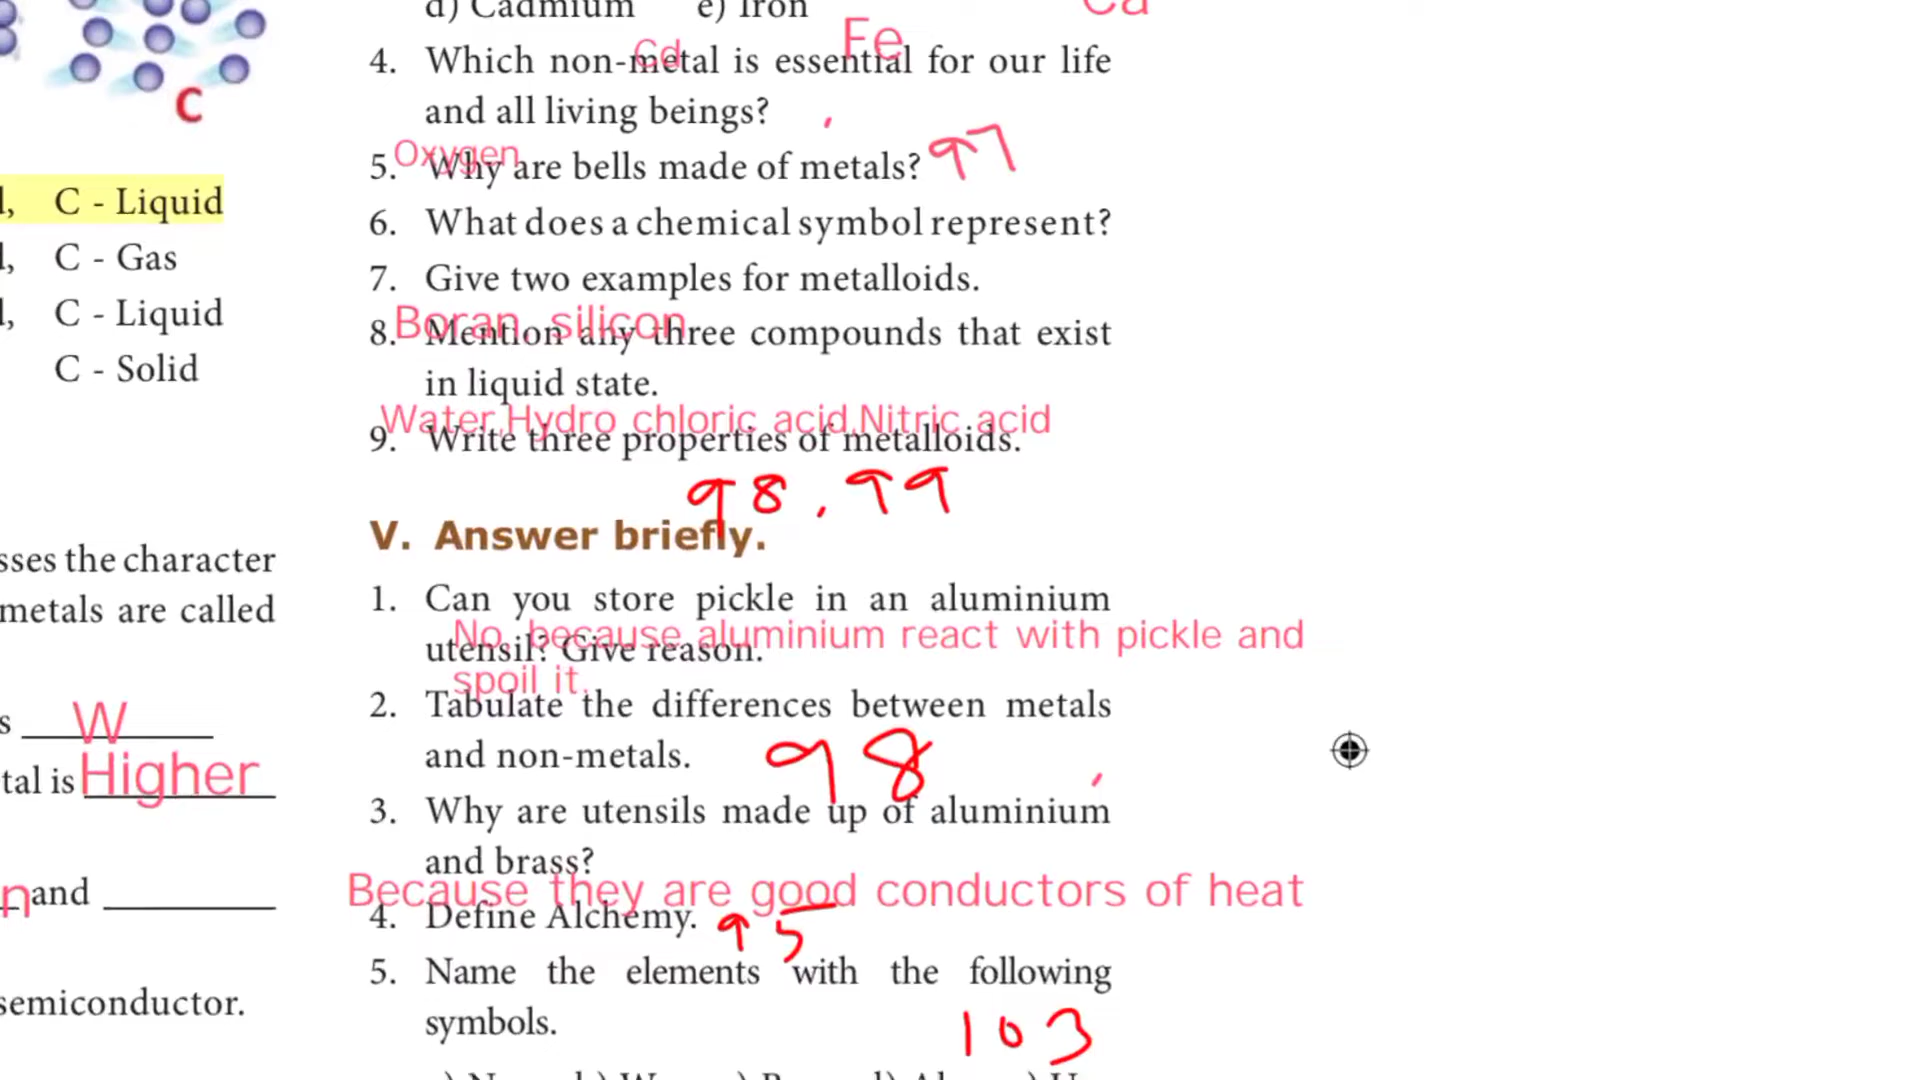 C
l, C - Liquid
l, C - Gas
l, C - Liquid
C - Solid
sses the character
metals are called
s W
tal is Higher
n and
semiconductor.
d) Cadmium e) Iron
Cd Fe Ca
4. Which non-metal is essential for our life
and all living beings?
Oxygen
5. Why are bells made of metals? 97
6. What does a chemical symbol represent?
7. Give two examples for metalloids.
Boran, silicon
8. Mention any three compounds that exist
in liquid state.
Water,Hydro chloric acid,Nitric acid
9. Write three properties of metalloids.
98, 99
V. Answer briefly.
1. Can you store pickle in an aluminium
utensil? Give reason.
No, because aluminium react with pickle and
spoil it.
2. Tabulate the differences between metals
and non-metals. 98
3. Why are utensils made up of aluminium
and brass?
Because they are good conductors of heat
4. Define Alchemy. 95
5. Name the elements with the following
symbols. 103